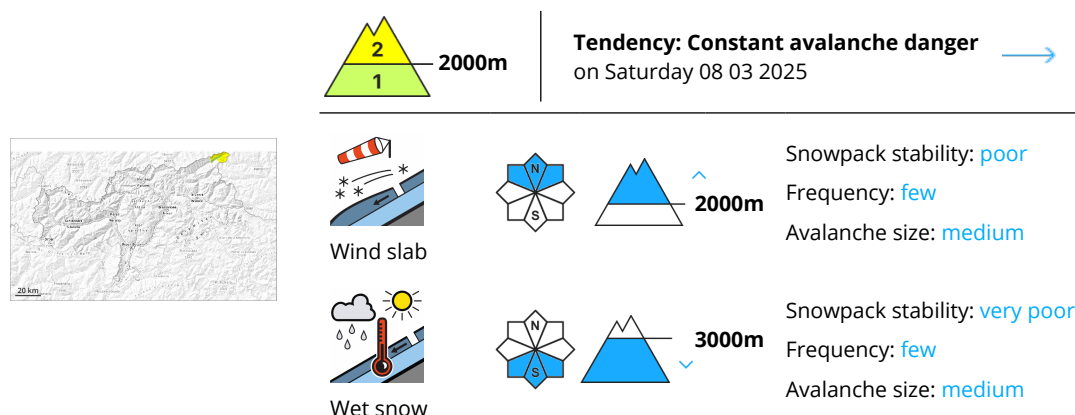 2
2000m
1
Tendency: Constant avalanche danger
on Saturday 08 03 2025
20 km
N
S
2000m
Snowpack stability: poor
Frequency: few
Avalanche size: medium
Wind slab
N
S
3000m
Snowpack stability: very poor
Frequency: few
Avalanche size: medium
Wet snow